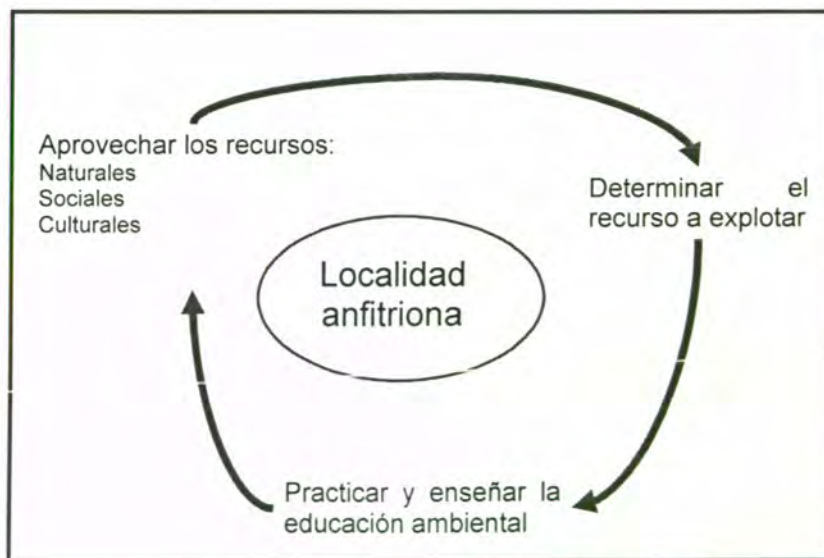 Aprovechar los recursos:
Naturales
Sociales
Culturales
Determinar el
recurso a explotar
Localidad
anfitriona
Practicar y enseñar la
educación ambiental